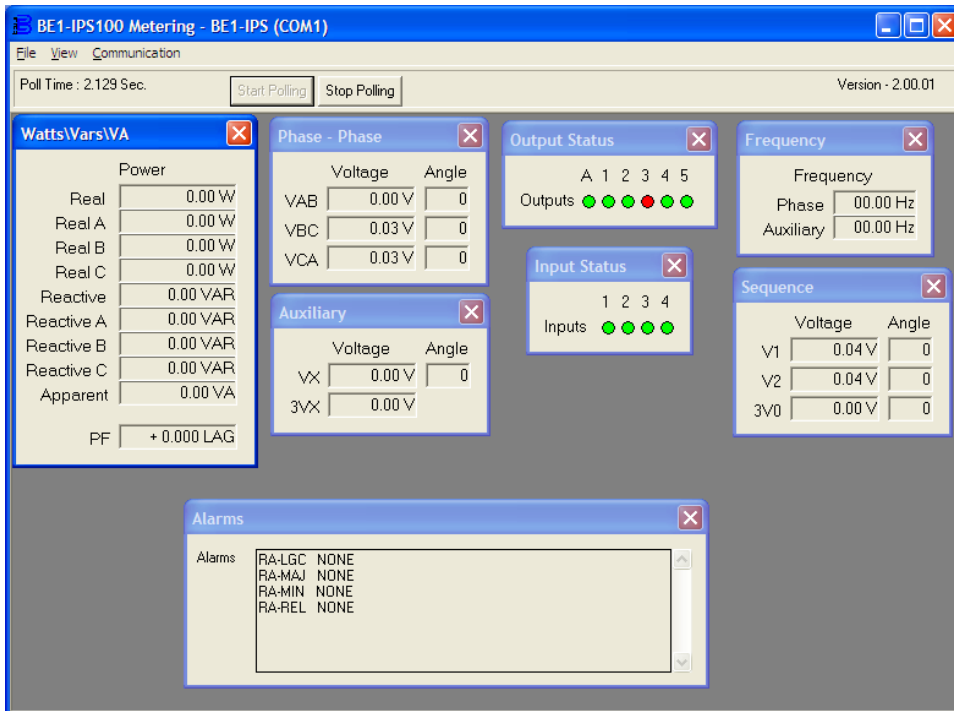 BE1-IPS100 Metering - BE1-IPS (COM1)
File View Communication
Poll Time : 2.129 Sec.
Start Polling
Stop Polling
Version - 2.00.01
Watts\Vars\VA
Power
Real 0.00 W
Real A 0.00 W
Real B 0.00 W
Real C 0.00 W
Reactive 0.00 VAR
Reactive A 0.00 VAR
Reactive B 0.00 VAR
Reactive C 0.00 VAR
Apparent 0.00 VA
PF + 0.000 LAG
Phase - Phase
Voltage Angle
VAB 0.00 V 0
VBC 0.03 V 0
VCA 0.03 V 0
Auxiliary
Voltage Angle
VX 0.00 V 0
3VX 0.00 V
Output Status
A 1 2 3 4 5
Outputs
Input Status
1 2 3 4
Inputs
Frequency
Frequency
Phase 00.00 Hz
Auxiliary 00.00 Hz
Sequence
Voltage Angle
V1 0.04 V 0
V2 0.04 V 0
3V0 0.00 V 0
Alarms
Alarms
RA-LGC NONE
RA-MAJ NONE
RA-MIN NONE
RA-REL NONE